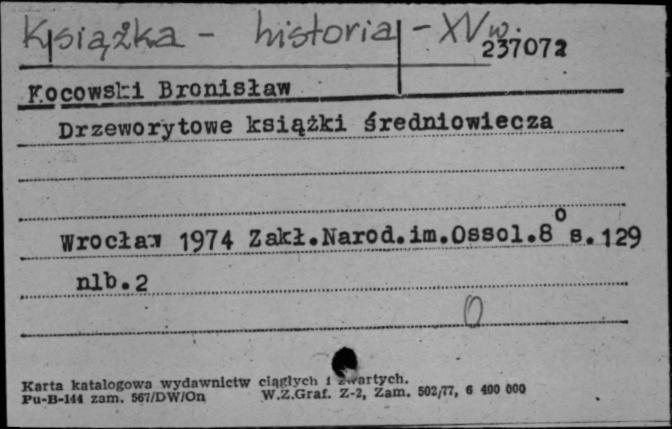 Książka - historia - XV w.
237072
Kocowski Bronisław
Drzeworytowe książki średniowiecza
Wrocław 1974 Zakł.Narod.im.Ossol.8° s.129
nlb.2
0
Karta katalogowa wydawnictw ciągłych i zwartych.
Pu-B-144 zam. 567/DW/On W.Z.Graf. Z-2, Zam. 502/77, 6 400 000